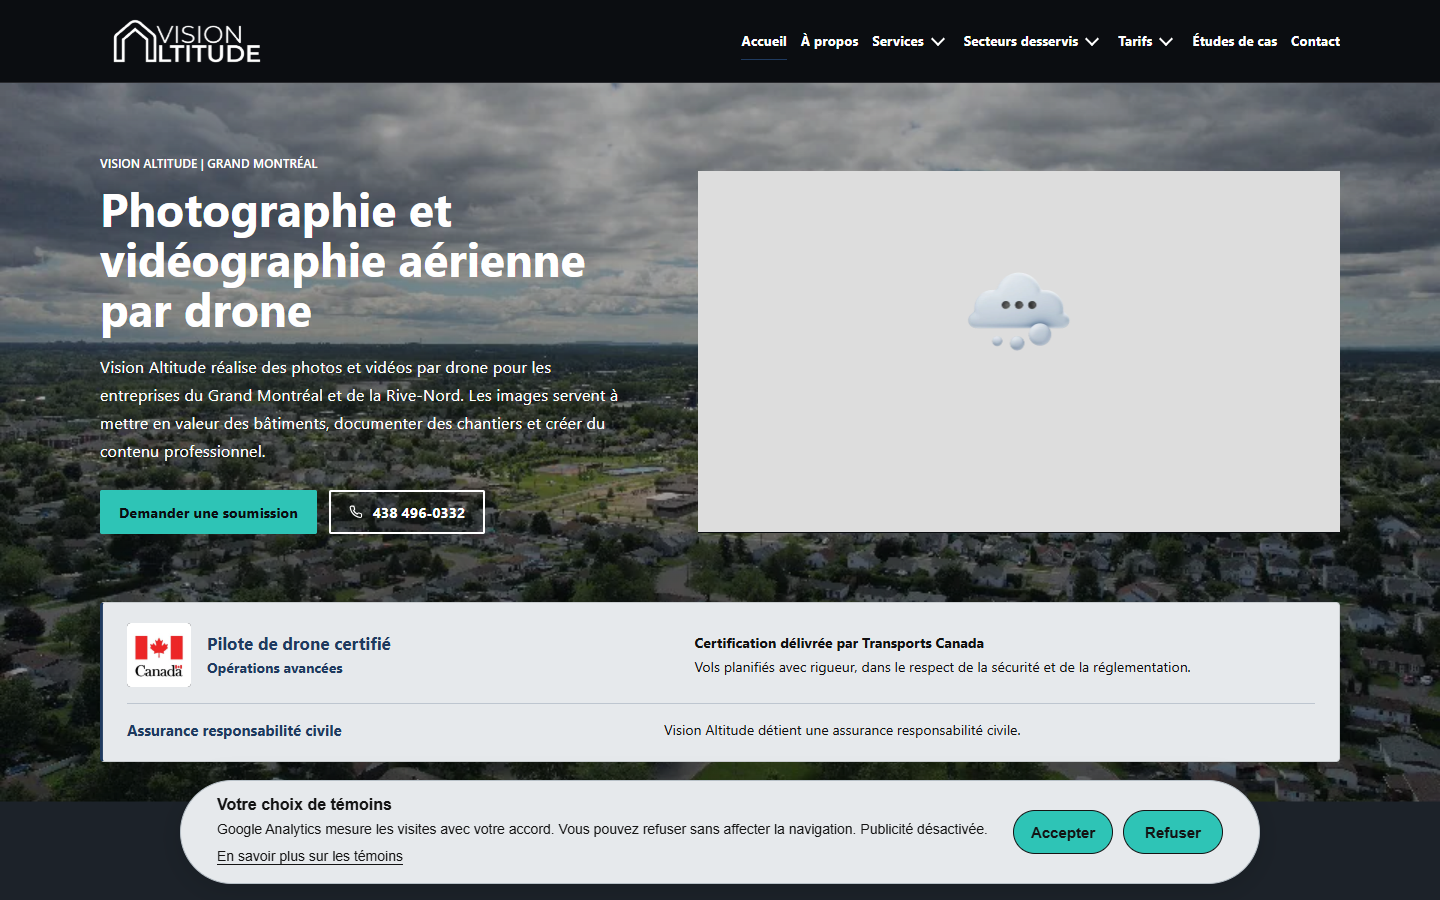 VISION
ALTITUDE
Accueil À propos Services Secteurs desservis Tarifs Études de cas Contact
VISION ALTITUDE | GRAND MONTRÉAL
Photographie et
vidéographie aérienne
par drone
Vision Altitude réalise des photos et vidéos par drone pour les
entreprises du Grand Montréal et de la Rive-Nord. Les images servent à
mettre en valeur des bâtiments, documenter des chantiers et créer du
contenu professionnel.
Demander une soumission
438 496-0332
Canada
Pilote de drone certifié
Opérations avancées
Certification délivrée par Transports Canada
Vols planifiés avec rigueur, dans le respect de la sécurité et de la réglementation.
Assurance responsabilité civile
Vision Altitude détient une assurance responsabilité civile.
Votre choix de témoins
Google Analytics mesure les visites avec votre accord. Vous pouvez refuser sans affecter la navigation. Publicité désactivée.
En savoir plus sur les témoins
Accepter
Refuser